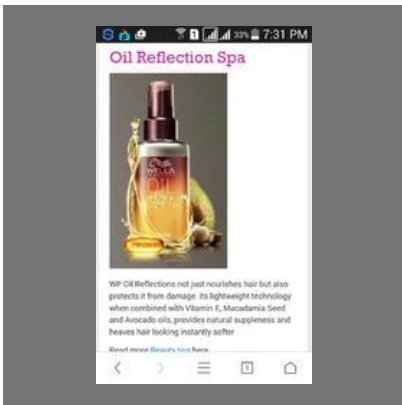 33% 7:31 PM
Oil Reflection Spa
WELLA
OIL
WP Oil Reflections not just nourishes hair but also
protects it from damage. its lightweight technology
when combined with Vitamin E, Macadamia Seed
and Avocado oils, provides natural suppleness and
heaves hair looking instantly softer
Read more Beauty tips here
1